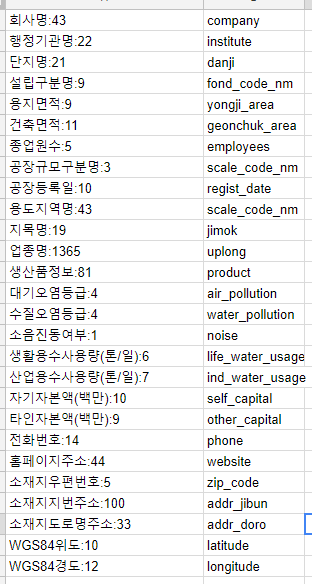 회사명:43 company
행정기관명:22 institute
단지명:21 danji
설립구분명:9 fond_code_nm
용지면적:9 yongji_area
건축면적:11 geonchuk_area
종업원수:5 employees
공장규모구분명:3 scale_code_nm
공장등록일:10 regist_date
용도지역명:43 scale_code_nm
지목명:19 jimok
업종명:1365 uplong
생산품정보:81 product
대기오염등급:4 air_pollution
수질오염등급:4 water_pollution
소음진동여부:1 noise
생활용수사용량(톤/일):6 life_water_usage
산업용수사용량(톤/일):7 ind_water_usage
자기자본액(백만):10 self_capital
타인자본액(백만):9 other_capital
전화번호:14 phone
홈페이지주소:44 website
소재지우편번호:5 zip_code
소재지지번주소:100 addr_jibun
소재지도로명주소:33 addr_doro
WGS84위도:10 latitude
WGS84경도:12 longitude